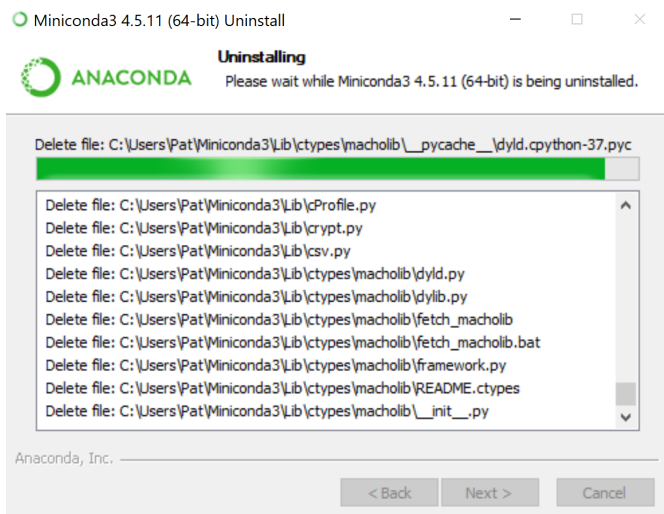 Miniconda3 4.5.11 (64-bit) Uninstall
ANACONDA
Uninstalling
Please wait while Miniconda3 4.5.11 (64-bit) is being uninstalled.
Delete file: C:\Users\Pat\Miniconda3\Lib\ctypes\macholib\__pycache__\dyld.cpython-37.pyc
Delete file: C:\Users\Pat\Miniconda3\Lib\cProfile.py
Delete file: C:\Users\Pat\Miniconda3\Lib\crypt.py
Delete file: C:\Users\Pat\Miniconda3\Lib\csv.py
Delete file: C:\Users\Pat\Miniconda3\Lib\ctypes\macholib\dyld.py
Delete file: C:\Users\Pat\Miniconda3\Lib\ctypes\macholib\dylib.py
Delete file: C:\Users\Pat\Miniconda3\Lib\ctypes\macholib\fetch_macholib
Delete file: C:\Users\Pat\Miniconda3\Lib\ctypes\macholib\fetch_macholib.bat
Delete file: C:\Users\Pat\Miniconda3\Lib\ctypes\macholib\framework.py
Delete file: C:\Users\Pat\Miniconda3\Lib\ctypes\macholib\README.ctypes
Delete file: C:\Users\Pat\Miniconda3\Lib\ctypes\macholib\__init__.py
Anaconda, Inc.
< Back
Next >
Cancel